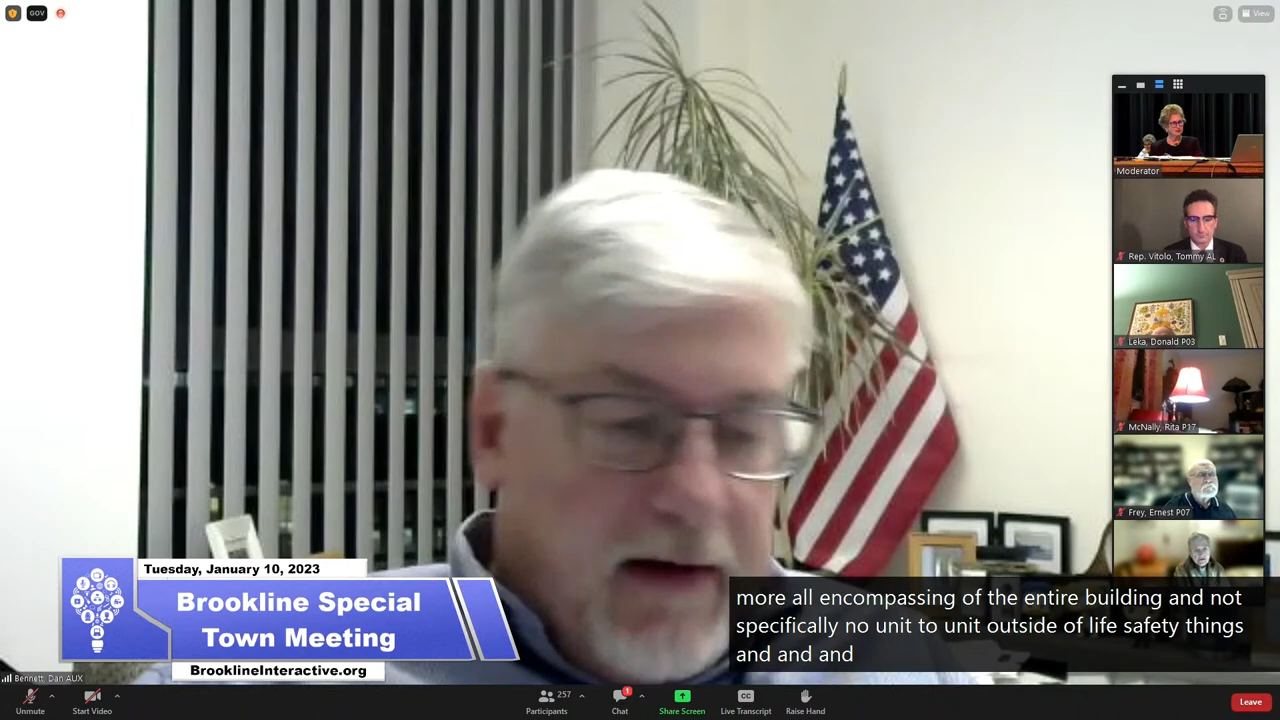 GOV
View
Moderator
Rep. Vitolo, Tommy AL
Leka, Donald P03
McNally, Rita P17
Frey, Ernest P07
Tuesday, January 10, 2023
Brookline Special
Town Meeting
BrooklineInteractive.org
more all encompassing of the entire building and not
specifically no unit to unit outside of life safety things
and and and
Bennett, Dan AUX
Unmute
Start Video
257
Participants
1
Chat
Share Screen
CC
Live Transcript
Raise Hand
Leave